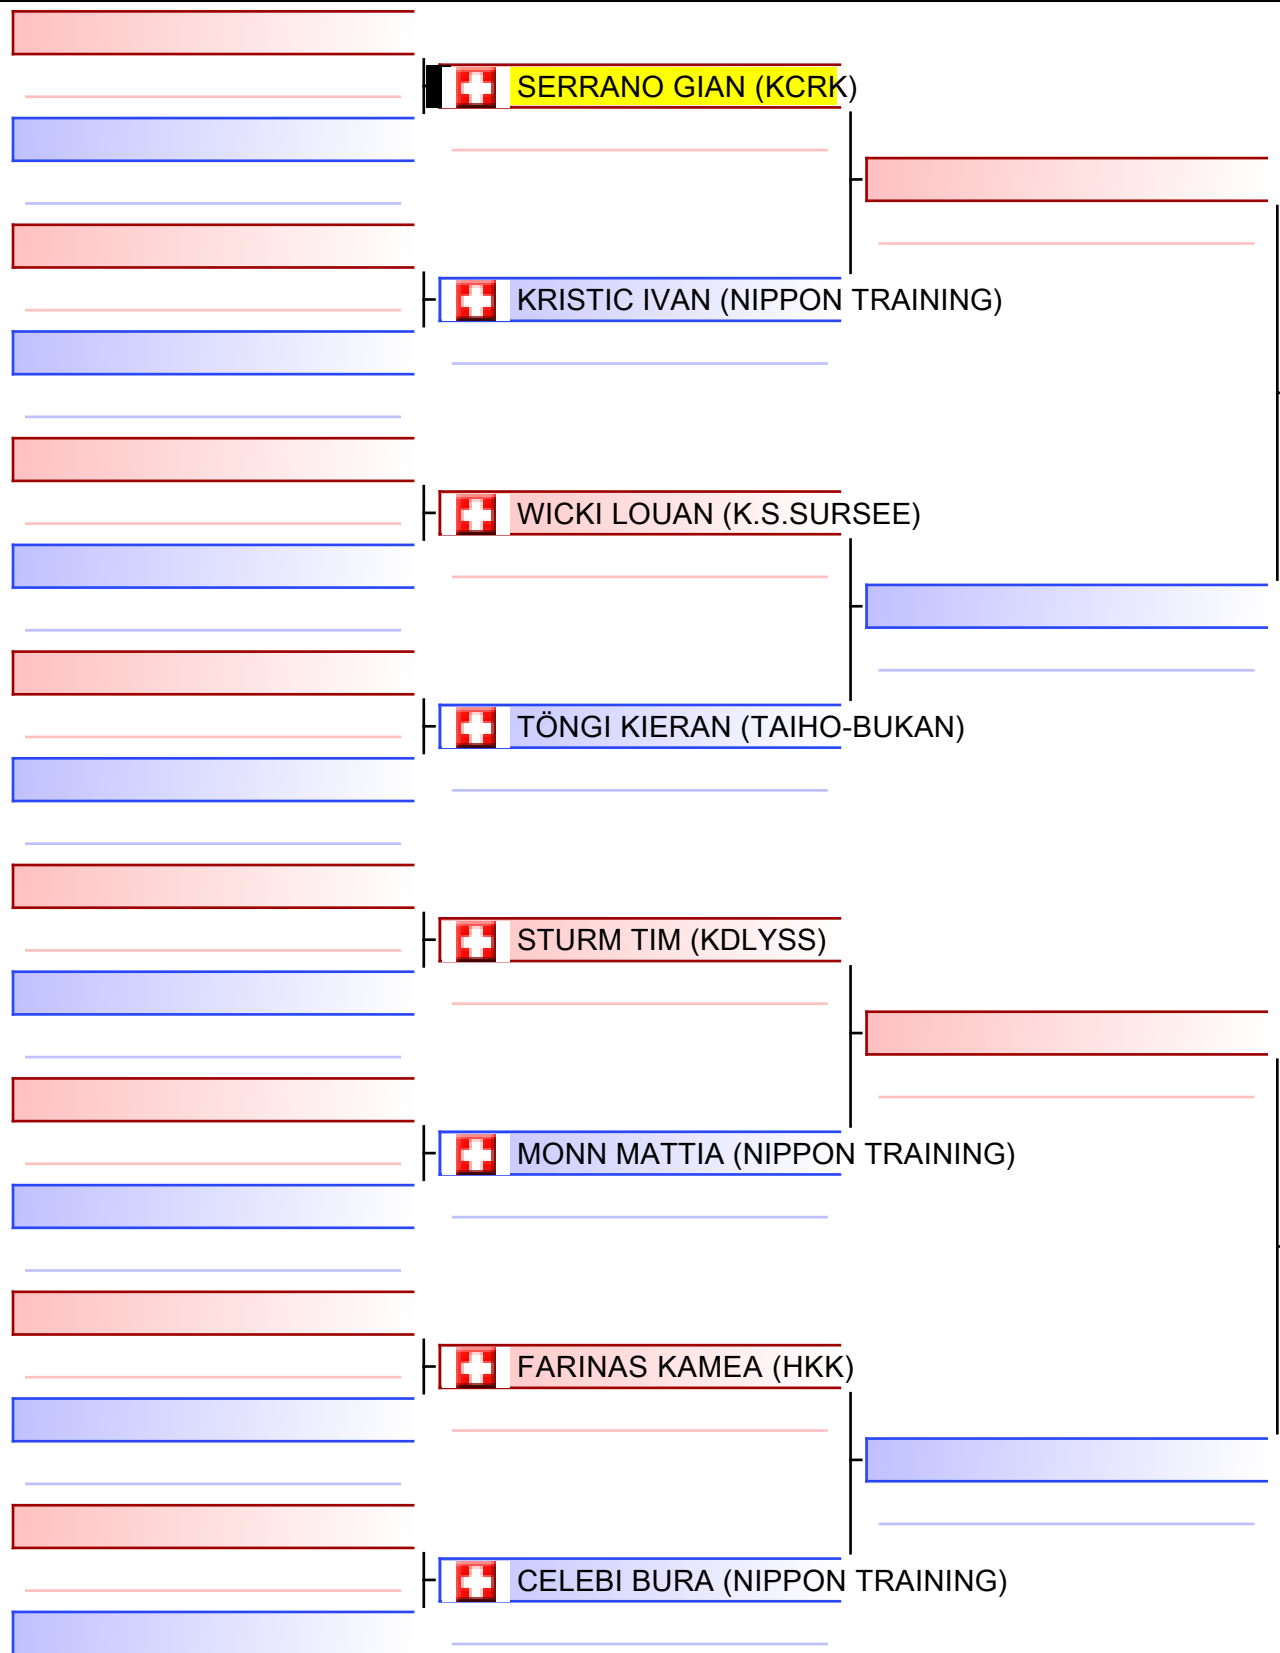 SERRANO GIAN (KCRK)
KRISTIC IVAN (NIPPON TRAINING)
WICKI LOUAN (K.S.SURSEE)
TÖNGI KIERAN (TAIHO-BUKAN)
STURM TIM (KDLYSS)
MONN MATTIA (NIPPON TRAINING)
FARINAS KAMEA (HKK)
CELEBI BURA (NIPPON TRAINING)